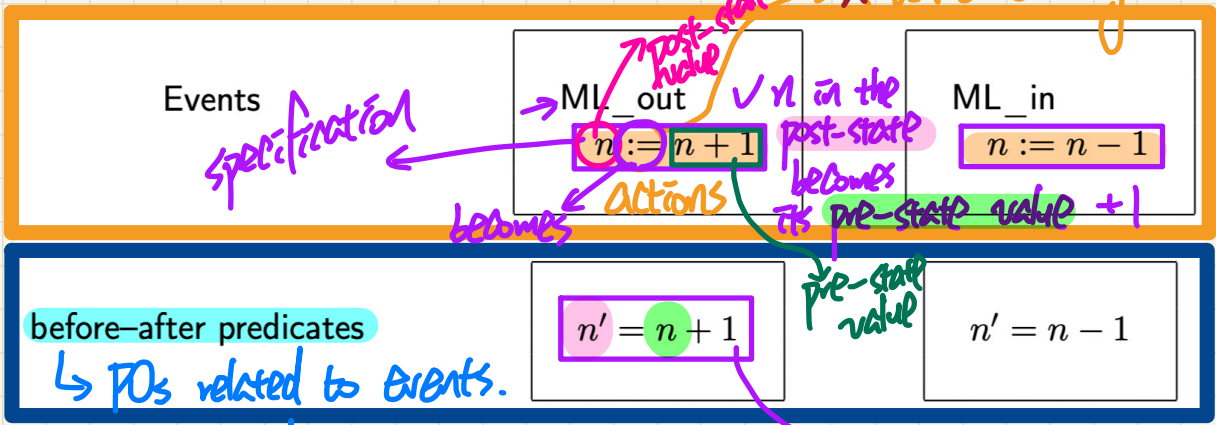 post-state
value
Events
ML_out
√ n in the
ML_in
specification
n := n + 1
post-state
n := n − 1
becomes
actions
becomes
its pre-state value +1
pre-state
value
before–after predicates
n′ = n + 1
n′ = n − 1
↳ POs related to events.